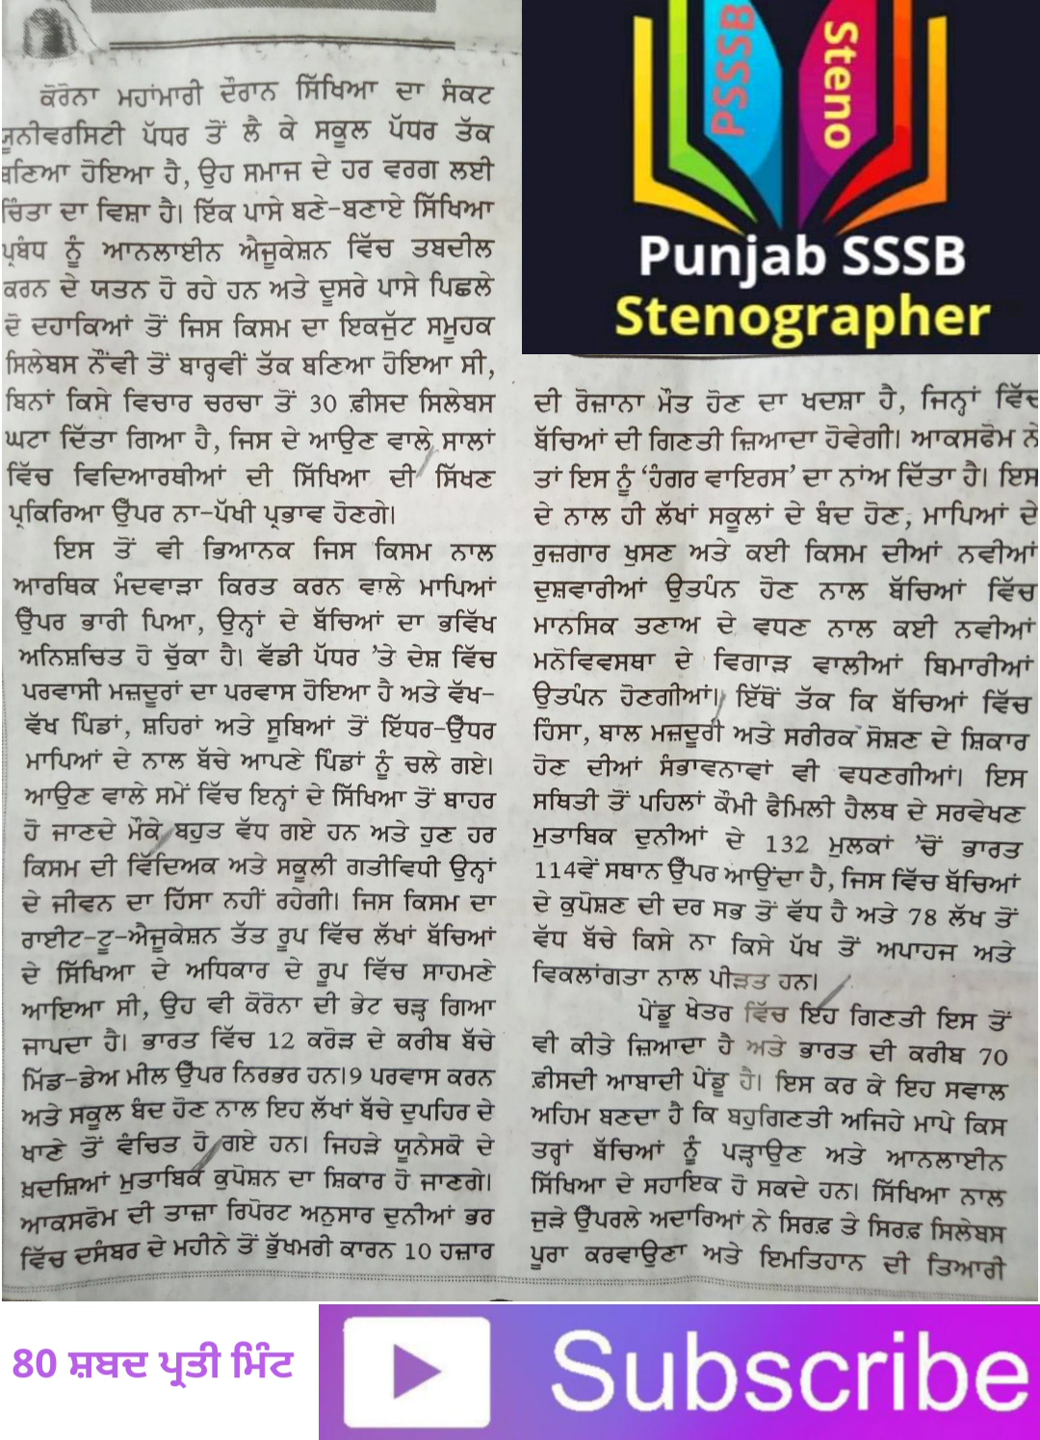 ਕੋਰੋਨਾ ਮਹਾਂਮਾਰੀ ਦੌਰਾਨ ਸਿੱਖਿਆ ਦਾ ਸੰਕਟ
ਯੂਨੀਵਰਸਿਟੀ ਪੱਧਰ ਤੋਂ ਲੈ ਕੇ ਸਕੂਲ ਪੱਧਰ ਤੱਕ
ਬਣਿਆ ਹੋਇਆ ਹੈ, ਉਹ ਸਮਾਜ ਦੇ ਹਰ ਵਰਗ ਲਈ
ਚਿੰਤਾ ਦਾ ਵਿਸ਼ਾ ਹੈ। ਇੱਕ ਪਾਸੇ ਬਣੇ-ਬਣਾਏ ਸਿੱਖਿਆ
ਪ੍ਰਬੰਧ ਨੂੰ ਆਨਲਾਈਨ ਐਜੂਕੇਸ਼ਨ ਵਿੱਚ ਤਬਦੀਲ
ਕਰਨ ਦੇ ਯਤਨ ਹੋ ਰਹੇ ਹਨ ਅਤੇ ਦੂਸਰੇ ਪਾਸੇ ਪਿਛਲੇ
ਦੋ ਦਹਾਕਿਆਂ ਤੋਂ ਜਿਸ ਕਿਸਮ ਦਾ ਇਕਜੁੱਟ ਸਮੂਹਕ
ਸਿਲੇਬਸ ਨੌਂਵੀ ਤੋਂ ਬਾਰ੍ਹਵੀਂ ਤੱਕ ਬਣਿਆ ਹੋਇਆ ਸੀ,
ਬਿਨਾਂ ਕਿਸੇ ਵਿਚਾਰ ਚਰਚਾ ਤੋਂ 30 ਫ਼ੀਸਦ ਸਿਲੇਬਸ
ਘਟਾ ਦਿੱਤਾ ਗਿਆ ਹੈ, ਜਿਸ ਦੇ ਆਉਣ ਵਾਲੇ ਸਾਲਾਂ
ਵਿੱਚ ਵਿਦਿਆਰਥੀਆਂ ਦੀ ਸਿੱਖਿਆ ਦੀ ਸਿੱਖਣ
ਪ੍ਰਕਿਰਿਆ ਉੱਪਰ ਨਾ-ਪੱਖੀ ਪ੍ਰਭਾਵ ਹੋਣਗੇ।
ਇਸ ਤੋਂ ਵੀ ਭਿਆਨਕ ਜਿਸ ਕਿਸਮ ਨਾਲ
ਆਰਥਿਕ ਮੰਦਵਾੜਾ ਕਿਰਤ ਕਰਨ ਵਾਲੇ ਮਾਪਿਆਂ
ਉੱਪਰ ਭਾਰੀ ਪਿਆ, ਉਨ੍ਹਾਂ ਦੇ ਬੱਚਿਆਂ ਦਾ ਭਵਿੱਖ
ਅਨਿਸ਼ਚਿਤ ਹੋ ਚੁੱਕਾ ਹੈ। ਵੱਡੀ ਪੱਧਰ 'ਤੇ ਦੇਸ਼ ਵਿੱਚ
ਪਰਵਾਸੀ ਮਜ਼ਦੂਰਾਂ ਦਾ ਪਰਵਾਸ ਹੋਇਆ ਹੈ ਅਤੇ ਵੱਖ-
ਵੱਖ ਪਿੰਡਾਂ, ਸ਼ਹਿਰਾਂ ਅਤੇ ਸੂਬਿਆਂ ਤੋਂ ਇੱਧਰ-ਉੱਧਰ
ਮਾਪਿਆਂ ਦੇ ਨਾਲ ਬੱਚੇ ਆਪਣੇ ਪਿੰਡਾਂ ਨੂੰ ਚਲੇ ਗਏ।
ਆਉਣ ਵਾਲੇ ਸਮੇਂ ਵਿੱਚ ਇਨ੍ਹਾਂ ਦੇ ਸਿੱਖਿਆ ਤੋਂ ਬਾਹਰ
ਹੋ ਜਾਣਦੇ ਮੌਕੇ ਬਹੁਤ ਵੱਧ ਗਏ ਹਨ ਅਤੇ ਹੁਣ ਹਰ
ਕਿਸਮ ਦੀ ਵਿੱਦਿਅਕ ਅਤੇ ਸਕੂਲੀ ਗਤੀਵਿਧੀ ਉਨ੍ਹਾਂ
ਦੇ ਜੀਵਨ ਦਾ ਹਿੱਸਾ ਨਹੀਂ ਰਹੇਗੀ। ਜਿਸ ਕਿਸਮ ਦਾ
ਰਾਈਟ-ਟੂ-ਐਜੂਕੇਸ਼ਨ ਤੱਤ ਰੂਪ ਵਿੱਚ ਲੱਖਾਂ ਬੱਚਿਆਂ
ਦੇ ਸਿੱਖਿਆ ਦੇ ਅਧਿਕਾਰ ਦੇ ਰੂਪ ਵਿੱਚ ਸਾਹਮਣੇ
ਆਇਆ ਸੀ, ਉਹ ਵੀ ਕੋਰੋਨਾ ਦੀ ਭੇਟ ਚੜ੍ਹ ਗਿਆ
ਜਾਪਦਾ ਹੈ। ਭਾਰਤ ਵਿੱਚ 12 ਕਰੋੜ ਦੇ ਕਰੀਬ ਬੱਚੇ
ਮਿੱਡ-ਡੇਅ ਮੀਲ ਉੱਪਰ ਨਿਰਭਰ ਹਨ।9 ਪਰਵਾਸ ਕਰਨ
ਅਤੇ ਸਕੂਲ ਬੰਦ ਹੋਣ ਨਾਲ ਇਹ ਲੱਖਾਂ ਬੱਚੇ ਦੁਪਹਿਰ ਦੇ
ਖਾਣੇ ਤੋਂ ਵੰਚਿਤ ਹੋ ਗਏ ਹਨ। ਜਿਹੜੇ ਯੂਨੇਸਕੋ ਦੇ
ਖ਼ਦਸ਼ਿਆਂ ਮੁਤਾਬਿਕ ਕੁਪੋਸ਼ਨ ਦਾ ਸ਼ਿਕਾਰ ਹੋ ਜਾਣਗੇ।
ਆਕਸਫੋਮ ਦੀ ਤਾਜ਼ਾ ਰਿਪੋਰਟ ਅਨੁਸਾਰ ਦੁਨੀਆਂ ਭਰ
ਵਿੱਚ ਦਸੰਬਰ ਦੇ ਮਹੀਨੇ ਤੋਂ ਭੁੱਖਮਰੀ ਕਾਰਨ 10 ਹਜ਼ਾਰ
PSSSB
Steno
Punjab SSSB
Stenographer
ਦੀ ਰੋਜ਼ਾਨਾ ਮੌਤ ਹੋਣ ਦਾ ਖਦਸ਼ਾ ਹੈ, ਜਿਨ੍ਹਾਂ ਵਿੱਚ
ਬੱਚਿਆਂ ਦੀ ਗਿਣਤੀ ਜ਼ਿਆਦਾ ਹੋਵੇਗੀ। ਆਕਸਫੋਮ ਨੇ
ਤਾਂ ਇਸ ਨੂੰ ‘ਹੰਗਰ ਵਾਇਰਸ’ ਦਾ ਨਾਂਅ ਦਿੱਤਾ ਹੈ। ਇਸ
ਦੇ ਨਾਲ ਹੀ ਲੱਖਾਂ ਸਕੂਲਾਂ ਦੇ ਬੰਦ ਹੋਣ, ਮਾਪਿਆਂ ਦੇ
ਰੁਜ਼ਗਾਰ ਖੁਸਣ ਅਤੇ ਕਈ ਕਿਸਮ ਦੀਆਂ ਨਵੀਆਂ
ਦੁਸ਼ਵਾਰੀਆਂ ਉਤਪੰਨ ਹੋਣ ਨਾਲ ਬੱਚਿਆਂ ਵਿੱਚ
ਮਾਨਸਿਕ ਤਣਾਅ ਦੇ ਵਧਣ ਨਾਲ ਕਈ ਨਵੀਆਂ
ਮਨੋਵਿਵਸਥਾ ਦੇ ਵਿਗਾੜ ਵਾਲੀਆਂ ਬਿਮਾਰੀਆਂ
ਉਤਪੰਨ ਹੋਣਗੀਆਂ। ਇੱਥੋਂ ਤੱਕ ਕਿ ਬੱਚਿਆਂ ਵਿੱਚ
ਹਿੰਸਾ, ਬਾਲ ਮਜ਼ਦੂਰੀ ਅਤੇ ਸਰੀਰਕ ਸੋਸ਼ਣ ਦੇ ਸ਼ਿਕਾਰ
ਹੋਣ ਦੀਆਂ ਸੰਭਾਵਨਾਵਾਂ ਵੀ ਵਧਣਗੀਆਂ। ਇਸ
ਸਥਿਤੀ ਤੋਂ ਪਹਿਲਾਂ ਕੌਮੀ ਫੈਮਿਲੀ ਹੈਲਥ ਦੇ ਸਰਵੇਖਣ
ਮੁਤਾਬਿਕ ਦੁਨੀਆਂ ਦੇ 132 ਮੁਲਕਾਂ 'ਚੋਂ ਭਾਰਤ
114ਵੇਂ ਸਥਾਨ ਉੱਪਰ ਆਉਂਦਾ ਹੈ, ਜਿਸ ਵਿੱਚ ਬੱਚਿਆਂ
ਦੇ ਕੁਪੋਸ਼ਣ ਦੀ ਦਰ ਸਭ ਤੋਂ ਵੱਧ ਹੈ ਅਤੇ 78 ਲੱਖ ਤੋਂ
ਵੱਧ ਬੱਚੇ ਕਿਸੇ ਨਾ ਕਿਸੇ ਪੱਖ ਤੋਂ ਅਪਾਹਜ ਅਤੇ
ਵਿਕਲਾਂਗਤਾ ਨਾਲ ਪੀੜਤ ਹਨ।
ਪੇਂਡੂ ਖੇਤਰ ਵਿੱਚ ਇਹ ਗਿਣਤੀ ਇਸ ਤੋਂ
ਵੀ ਕੀਤੇ ਜ਼ਿਆਦਾ ਹੈ ਅਤੇ ਭਾਰਤ ਦੀ ਕਰੀਬ 70
ਫ਼ੀਸਦੀ ਆਬਾਦੀ ਪੇਂਡੂ ਹੈ। ਇਸ ਕਰ ਕੇ ਇਹ ਸਵਾਲ
ਅਹਿਮ ਬਣਦਾ ਹੈ ਕਿ ਬਹੁਗਿਣਤੀ ਅਜਿਹੇ ਮਾਪੇ ਕਿਸ
ਤਰ੍ਹਾਂ ਬੱਚਿਆਂ ਨੂੰ ਪੜ੍ਹਾਉਣ ਅਤੇ ਆਨਲਾਈਨ
ਸਿੱਖਿਆ ਦੇ ਸਹਾਇਕ ਹੋ ਸਕਦੇ ਹਨ। ਸਿੱਖਿਆ ਨਾਲ
ਜੁੜੇ ਉੱਪਰਲੇ ਅਦਾਰਿਆਂ ਨੇ ਸਿਰਫ਼ ਤੇ ਸਿਰਫ਼ ਸਿਲੇਬਸ
ਪੂਰਾ ਕਰਵਾਉਣਾ ਅਤੇ ਇਮਤਿਹਾਨ ਦੀ ਤਿਆਰੀ
80 ਸ਼ਬਦ ਪ੍ਰਤੀ ਮਿੰਟ
Subscribe